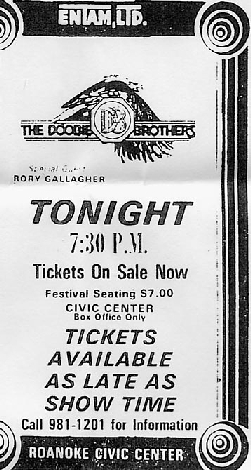 ENTAM, LTD.
THE DOOBIE BROTHERS
Special Guest
RORY GALLAGHER
TONIGHT
7:30 P.M.
Tickets On Sale Now
Festival Seating $7.00
CIVIC CENTER
Box Office Only
TICKETS
AVAILABLE
AS LATE AS
SHOW TIME
Call 981-1201 for Information
ROANOKE CIVIC CENTER